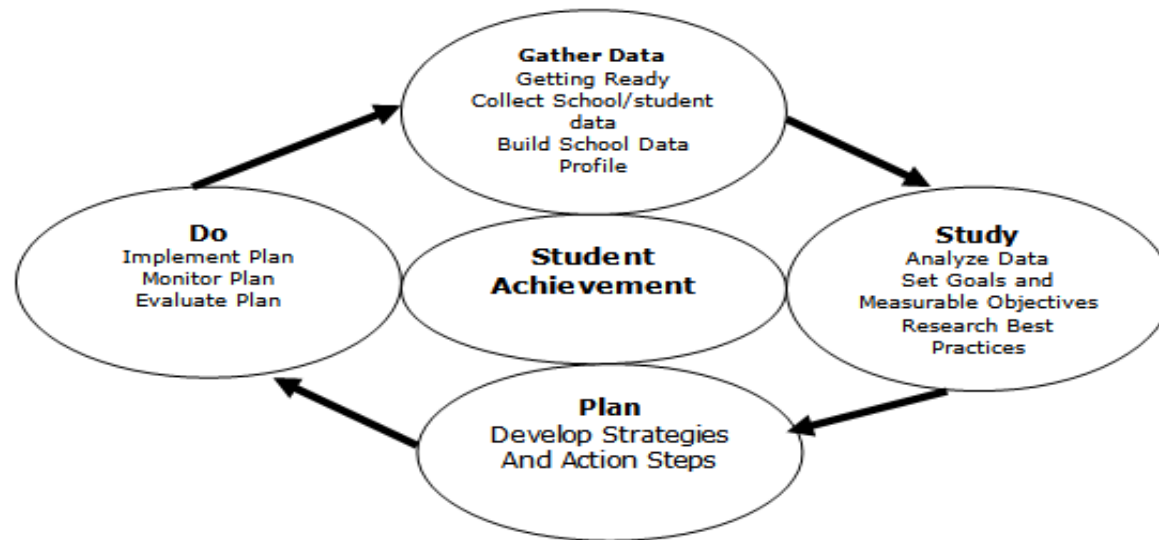 Gather Data
Getting Ready
Collect School/student
data
Build School Data
Profile
Do
Implement Plan
Monitor Plan
Evaluate Plan
Student
Achievement
Study
Analyze Data
Set Goals and
Measurable Objectives
Research Best
Practices
Plan
Develop Strategies
And Action Steps